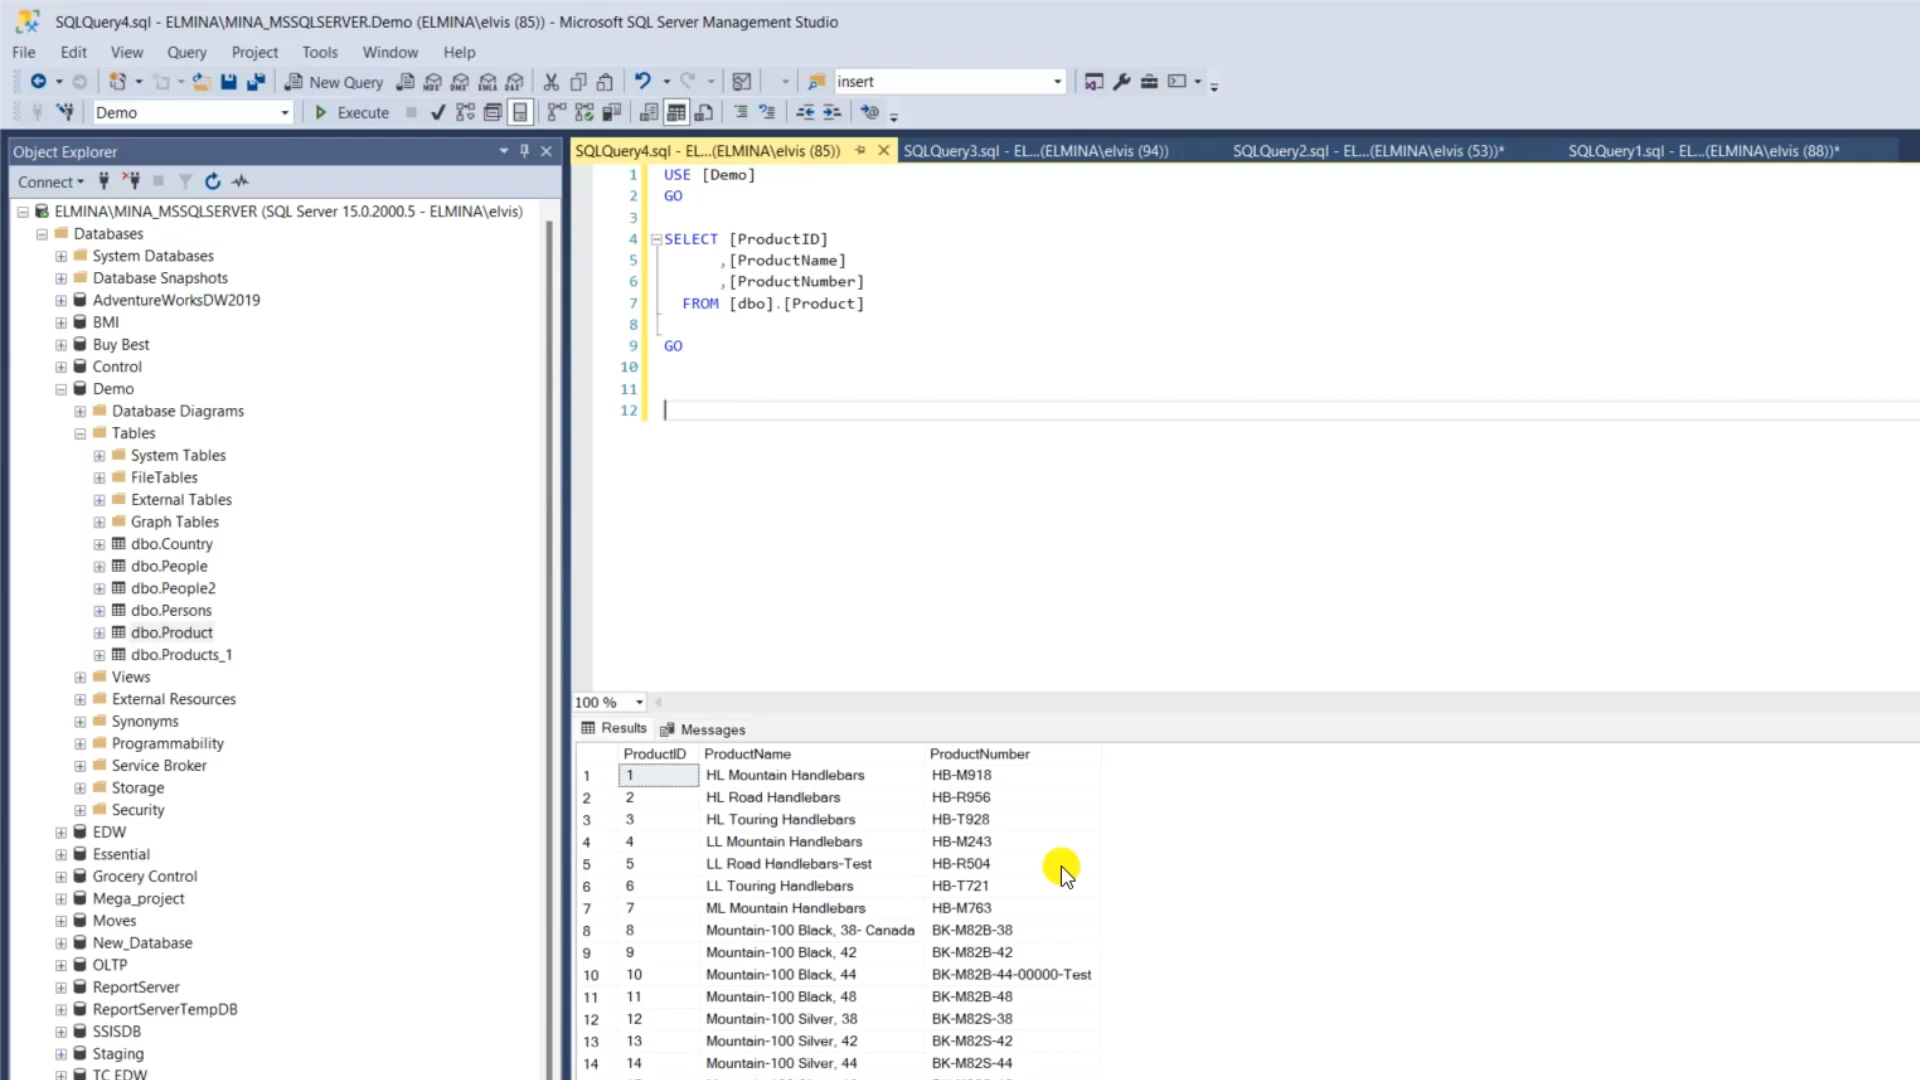 SQLQuery4.sql - ELMINA\MINA_MSSQLSERVER.Demo (ELMINA\elvis (85)) - Microsoft SQL Server Management Studio
File Edit View Query Project Tools Window Help
New Query MDX DMX XMLA DAX insert
Demo Execute
Object Explorer
Connect
ELMINA\MINA_MSSQLSERVER (SQL Server 15.0.2000.5 - ELMINA\elvis)
Databases
System Databases
Database Snapshots
AdventureWorksDW2019
BMI
Buy Best
Control
Demo
Database Diagrams
Tables
System Tables
FileTables
External Tables
Graph Tables
dbo.Country
dbo.People
dbo.People2
dbo.Persons
dbo.Product
dbo.Products_1
Views
External Resources
Synonyms
Programmability
Service Broker
Storage
Security
EDW
Essential
Grocery Control
Mega_project
Moves
New_Database
OLTP
ReportServer
ReportServerTempDB
SSISDB
Staging
TC EDW
SQLQuery4.sql - EL...(ELMINA\elvis (85)) SQLQuery3.sql - EL...(ELMINA\elvis (94)) SQLQuery2.sql - EL...(ELMINA\elvis (53))* SQLQuery1.sql - EL...(ELMINA\elvis (88))*
1 USE [Demo]
2 GO
3
4 SELECT [ProductID]
5 ,[ProductName]
6 ,[ProductNumber]
7 FROM [dbo].[Product]
8
9 GO
10
11
12
100 %
Results Messages
ProductID ProductName ProductNumber
1 1 HL Mountain Handlebars HB-M918
2 2 HL Road Handlebars HB-R956
3 3 HL Touring Handlebars HB-T928
4 4 LL Mountain Handlebars HB-M243
5 5 LL Road Handlebars-Test HB-R504
6 6 LL Touring Handlebars HB-T721
7 7 ML Mountain Handlebars HB-M763
8 8 Mountain-100 Black, 38- Canada BK-M82B-38
9 9 Mountain-100 Black, 42 BK-M82B-42
10 10 Mountain-100 Black, 44 BK-M82B-44-00000-Test
11 11 Mountain-100 Black, 48 BK-M82B-48
12 12 Mountain-100 Silver, 38 BK-M82S-38
13 13 Mountain-100 Silver, 42 BK-M82S-42
14 14 Mountain-100 Silver, 44 BK-M82S-44